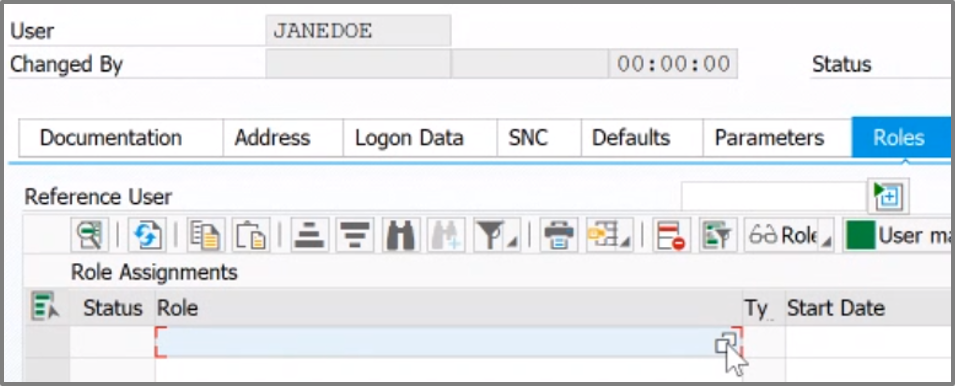 User JANEDOE
Changed By 00:00:00 Status
Documentation Address Logon Data SNC Defaults Parameters Roles
Reference User
Role User ma
Role Assignments
Status Role Ty.. Start Date